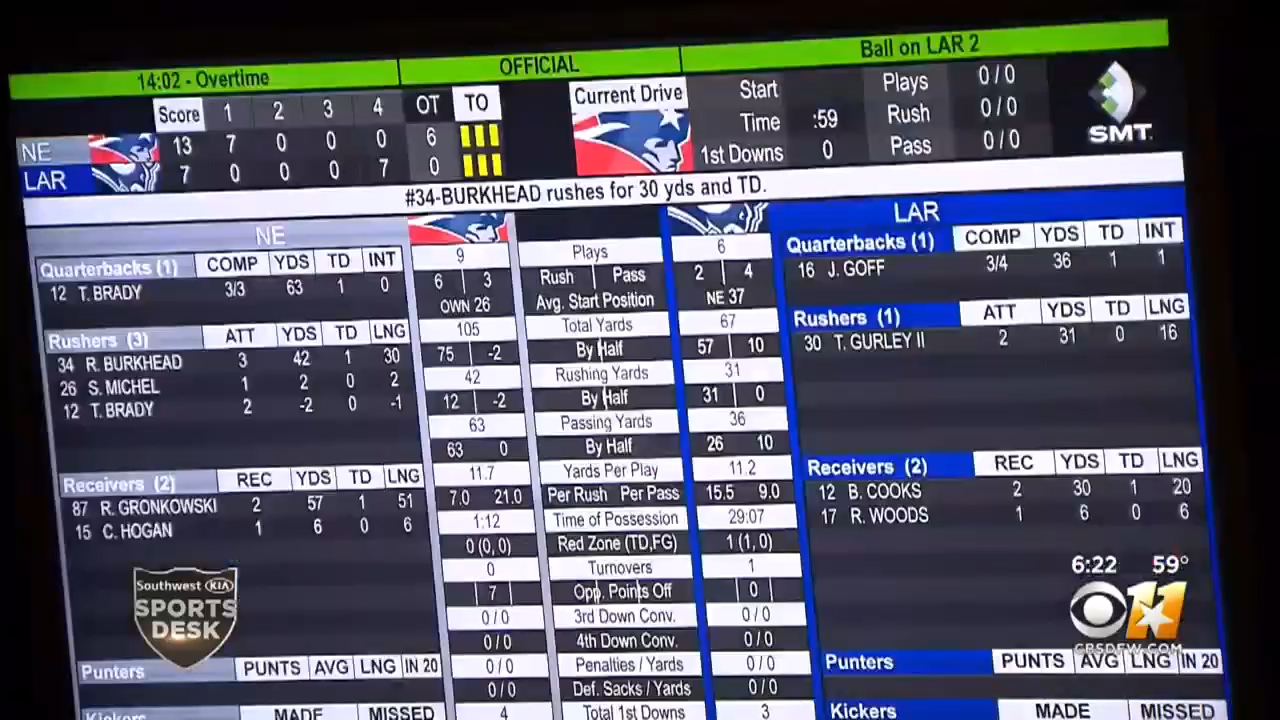 14:02 - Overtime OFFICIAL Ball on LAR 2
Score 1 2 3 4 OT TO
NE 13 7 0 0 0 6
LAR 7 0 0 0 7 0
Current Drive
Start Plays 0/0
Time :59 Rush 0/0
1st Downs 0 Pass 0/0
SMT
#34-BURKHEAD rushes for 30 yds and TD.
NE
Quarterbacks (1) COMP YDS TD INT
12 T. BRADY 3/3 63 1 0
Rushers (3) ATT YDS TD LNG
34 R. BURKHEAD 3 42 1 30
26 S. MICHEL 1 2 0 2
12 T. BRADY 2 -2 0 -1
Receivers (2) REC YDS TD LNG
87 R. GRONKOWSKI 2 57 1 51
15 C. HOGAN 1 6 0 6
Punters PUNTS AVG LNG IN 20
Kickers MADE MISSED
9 Plays 6
6 3 Rush Pass 2 4
OWN 26 Avg. Start Position NE 37
105 Total Yards 67
75 -2 By Half 57 10
42 Rushing Yards 31
12 -2 By Half 31 0
63 Passing Yards 36
63 0 By Half 26 10
11.7 Yards Per Play 11.2
7.0 21.0 Per Rush Per Pass 15.5 9.0
1:12 Time of Possession 29:07
0 (0, 0) Red Zone (TD,FG) 1 (1, 0)
0 Turnovers 1
7 Opp. Points Off 0
0/0 3rd Down Conv. 0/0
0/0 4th Down Conv. 0/0
0/0 Penalties / Yards 0/0
0/0 Def. Sacks / Yards 0/0
4 Total 1st Downs 3
LAR
Quarterbacks (1) COMP YDS TD INT
16 J. GOFF 3/4 36 1 1
Rushers (1) ATT YDS TD LNG
30 T. GURLEY II 2 31 0 16
Receivers (2) REC YDS TD LNG
12 B. COOKS 2 30 1 20
17 R. WOODS 1 6 0 6
Punters PUNTS AVG LNG IN 20
Kickers MADE MISSED
Southwest KIA
SPORTS
DESK
6:22 59°
11
CBSDFW.COM